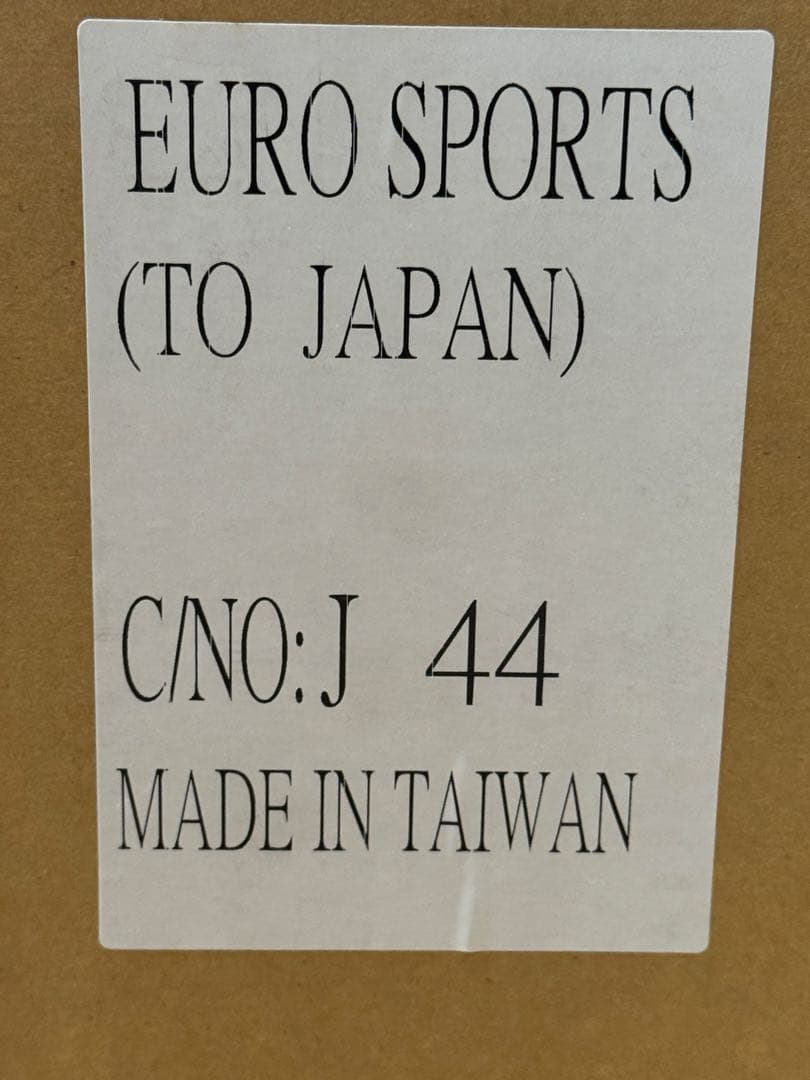 EURO SPORTS
(TO JAPAN)
C/NO: J 44
MADE IN TAIWAN